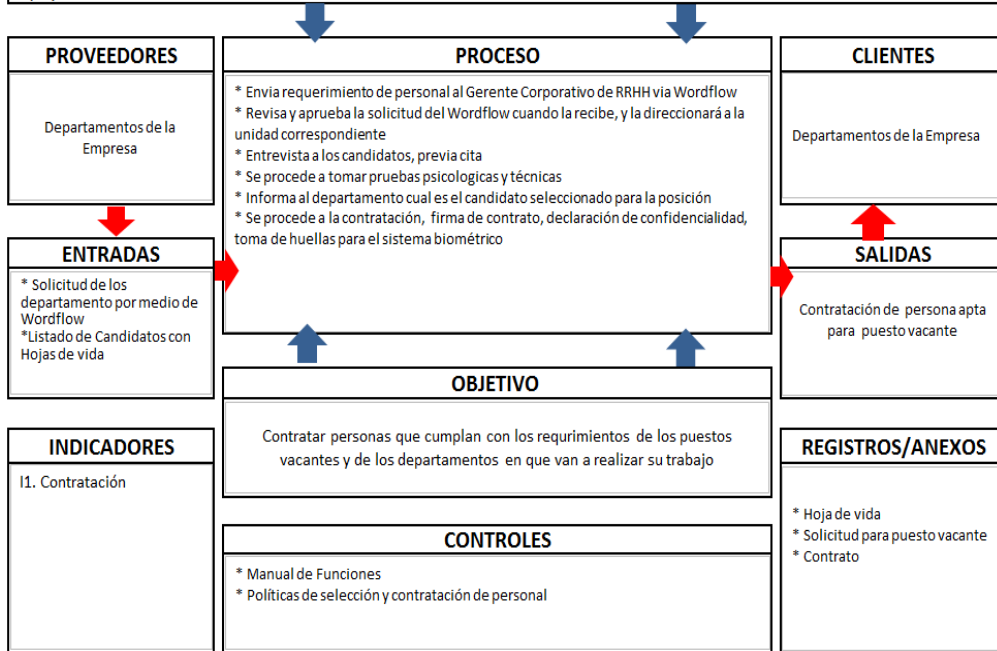 PROVEEDORES
Departamentos de la
Empresa
PROCESO
* Envia requerimiento de personal al Gerente Corporativo de RRHH via Wordflow
* Revisa y aprueba la solicitud del Wordflow cuando la recibe, y la direccionará a la
unidad correspondiente
* Entrevista a los candidatos, previa cita
* Se procede a tomar pruebas psicologicas y técnicas
* Informa al departamento cual es el candidato seleccionado para la posición
* Se procede a la contratación, firma de contrato, declaración de confidencialidad,
toma de huellas para el sistema biométrico
CLIENTES
Departamentos de la Empresa
ENTRADAS
* Solicitud de los
departamento por medio de
Wordflow
*Listado de Candidatos con
Hojas de vida
SALIDAS
Contratación de persona apta
para puesto vacante
OBJETIVO
Contratar personas que cumplan con los requrimientos de los puestos
vacantes y de los departamentos en que van a realizar su trabajo
INDICADORES
I1. Contratación
CONTROLES
* Manual de Funciones
* Políticas de selección y contratación de personal
REGISTROS/ANEXOS
* Hoja de vida
* Solicitud para puesto vacante
* Contrato